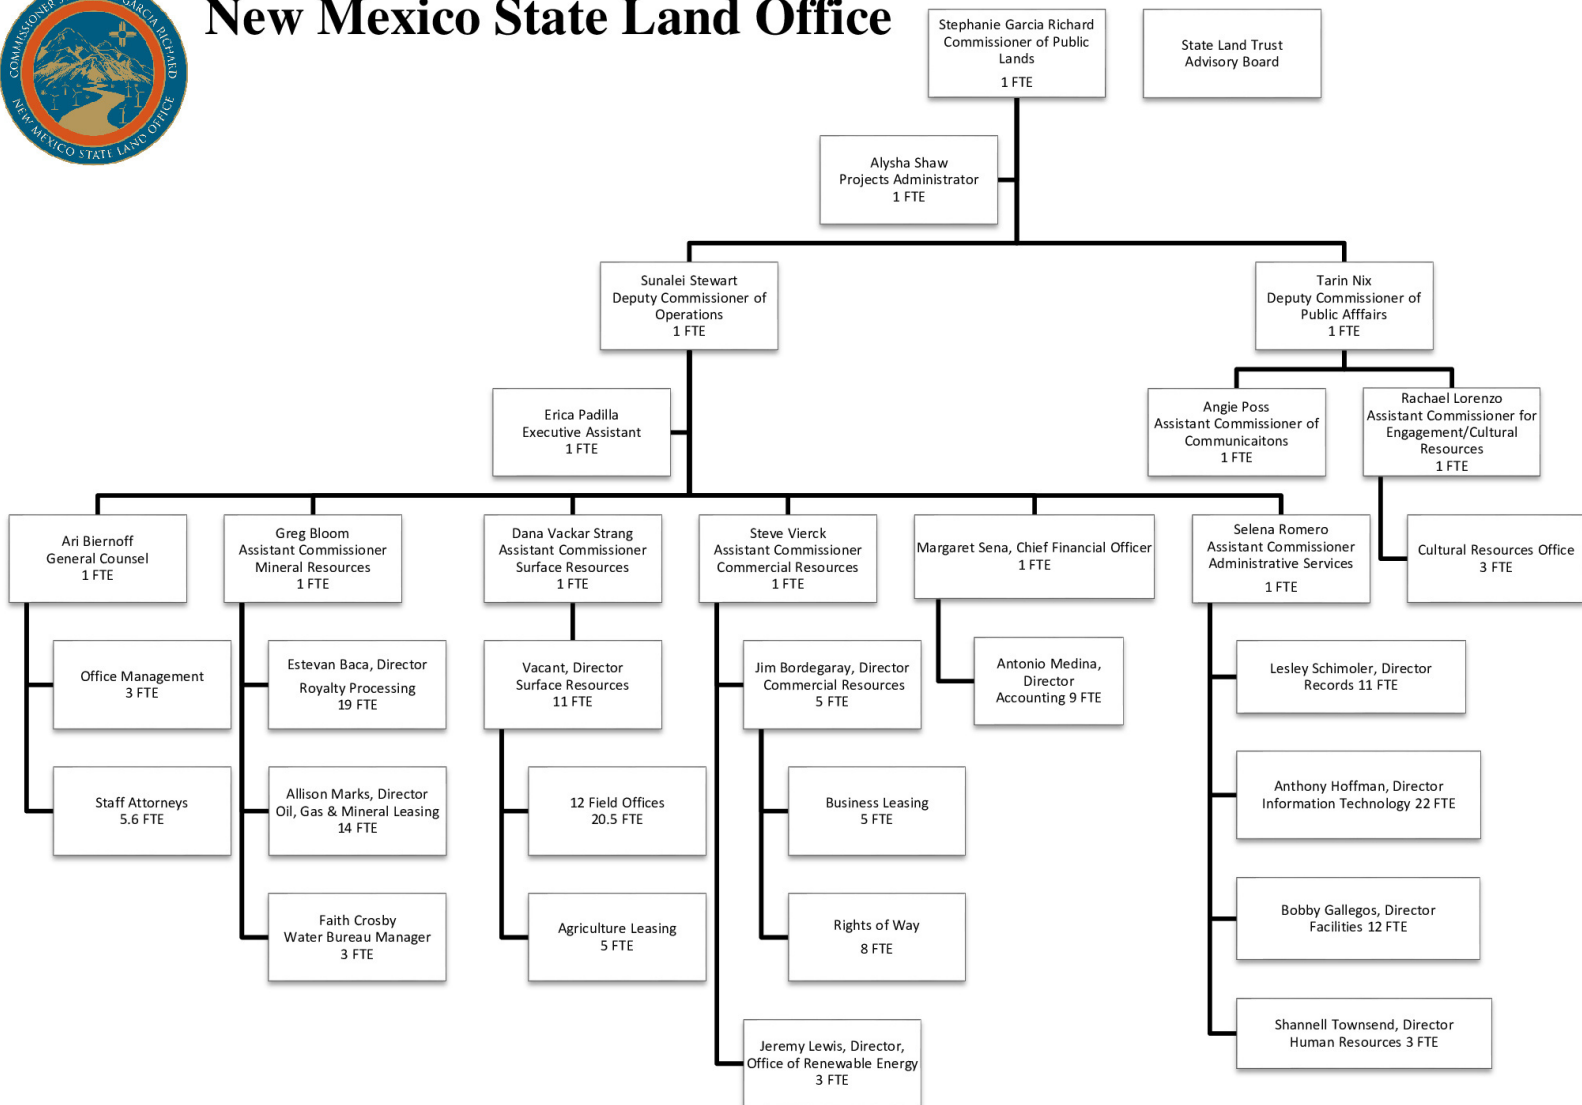 COMMISSIONER S
GARCIA RICHARD
NEW MEXICO STATE LAND OFFICE
New Mexico State Land Office
Stephanie Garcia Richard
Commissioner of Public
Lands
1 FTE
State Land Trust
Advisory Board
Alysha Shaw
Projects Administrator
1 FTE
Sunalei Stewart
Deputy Commissioner of
Operations
1 FTE
Tarin Nix
Deputy Commissioner of
Public Afffairs
1 FTE
Erica Padilla
Executive Assistant
1 FTE
Angie Poss
Assistant Commissioner of
Communicaitons
1 FTE
Rachael Lorenzo
Assistant Commissioner for
Engagement/Cultural
Resources
1 FTE
Ari Biernoff
General Counsel
1 FTE
Greg Bloom
Assistant Commissioner
Mineral Resources
1 FTE
Dana Vackar Strang
Assistant Commissioner
Surface Resources
1 FTE
Steve Vierck
Assistant Commissioner
Commercial Resources
1 FTE
Margaret Sena, Chief Financial Officer
1 FTE
Selena Romero
Assistant Commissioner
Administrative Services
1 FTE
Cultural Resources Office
3 FTE
Office Management
3 FTE
Estevan Baca, Director
Royalty Processing
19 FTE
Vacant, Director
Surface Resources
11 FTE
Jim Bordegaray, Director
Commercial Resources
5 FTE
Antonio Medina,
Director
Accounting 9 FTE
Lesley Schimoler, Director
Records 11 FTE
Staff Attorneys
5.6 FTE
Allison Marks, Director
Oil, Gas & Mineral Leasing
14 FTE
12 Field Offices
20.5 FTE
Business Leasing
5 FTE
Anthony Hoffman, Director
Information Technology 22 FTE
Faith Crosby
Water Bureau Manager
3 FTE
Agriculture Leasing
5 FTE
Rights of Way
8 FTE
Bobby Gallegos, Director
Facilities 12 FTE
Jeremy Lewis, Director,
Office of Renewable Energy
3 FTE
Shannell Townsend, Director
Human Resources 3 FTE